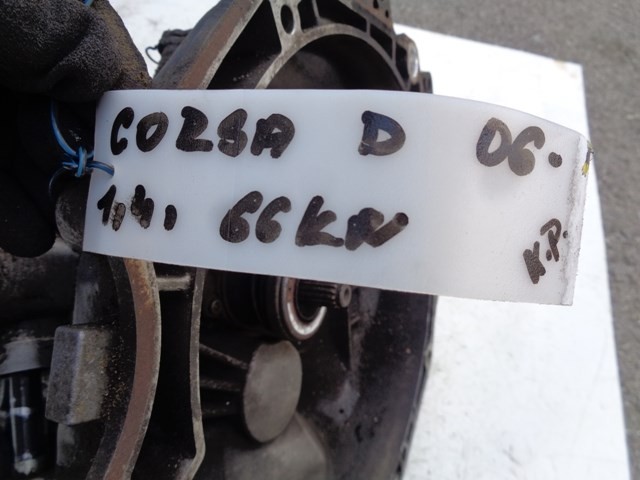 CORSA D 06-
1,4i 66KW
K.P.